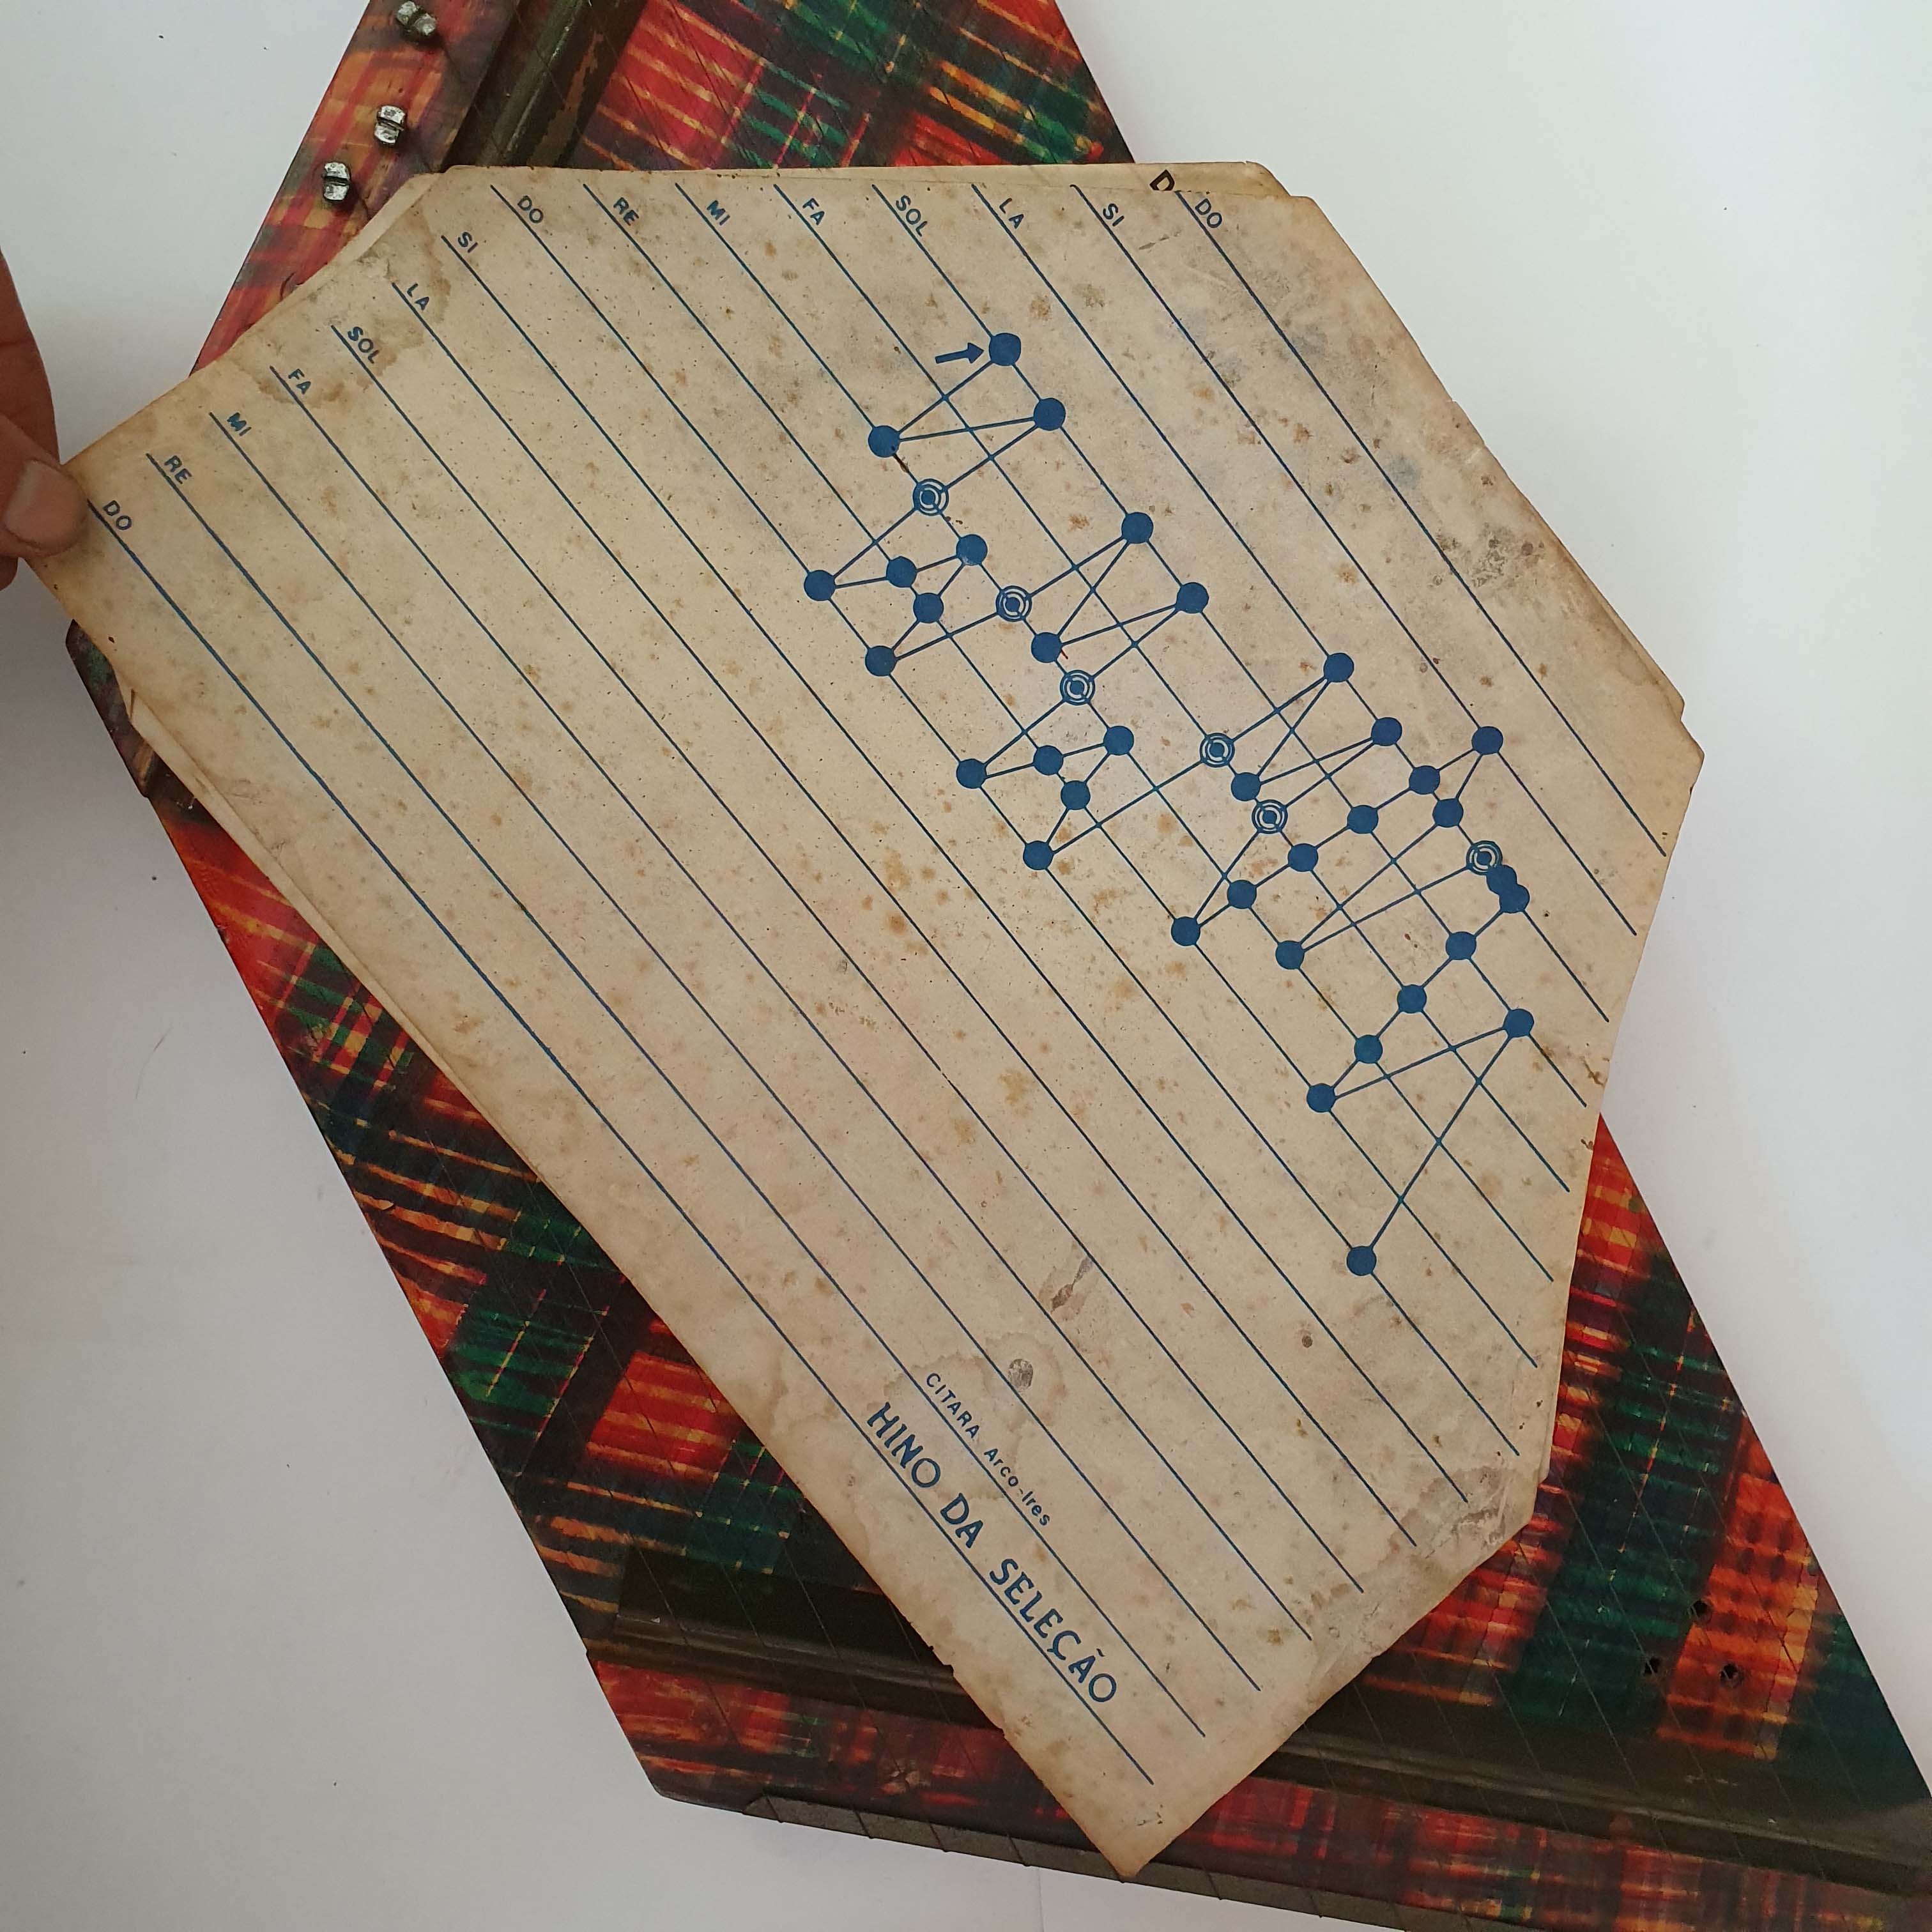 DO
RE
MI
FA
SOL
LA
SI
DO
RE
MI
FA
SOL
LA
SI
DO
D
CITARA Arco-Ires
HINO DA SELEÇÃO